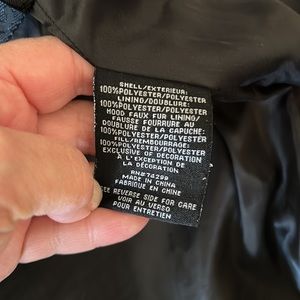 SHELL/EXTERIEUR:
100%POLYESTER/POLYESTER
LINING/DOUBLURE:
100%POLYESTER/POLYESTER
HOOD FAUX FUR LINING/
FAUSSE FOURRURE AU
DOUBLURE DE LA CAPUCHE:
100%POLYESTER/POLYESTER
FILL/REMBOURRAGE:
100%POLYESTER/POLYESTER
EXCLUSIVE OF DECORATION
À L'EXCEPTION DE
LA DÉCORATION
RN#78299
MADE IN CHINA
FABRIQUE EN CHINE
SEE REVERSE SIDE FOR CARE
VOIR AU VERSO
POUR ENTRETIEN